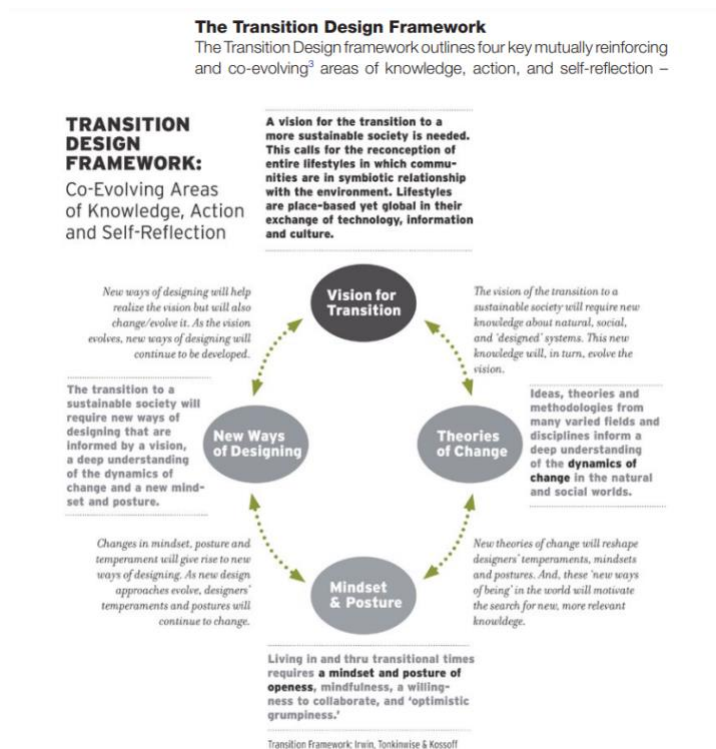 The Transition Design Framework
The Transition Design framework outlines four key mutually reinforcing
and co-evolving³ areas of knowledge, action, and self-reflection –
TRANSITION
DESIGN
FRAMEWORK:
Co-Evolving Areas
of Knowledge, Action
and Self-Reflection
A vision for the transition to a
more sustainable society is needed.
This calls for the reconception of
entire lifestyles in which commu-
nities are in symbiotic relationship
with the environment. Lifestyles
are place-based yet global in their
exchange of technology, information
and culture.
Vision for
Transition
New ways of designing will help
realize the vision but will also
change/evolve it. As the vision
evolves, new ways of designing will
continue to be developed.
The vision of the transition to a
sustainable society will require new
knowledge about natural, social,
and 'designed' systems. This new
knowledge will, in turn, evolve the
vision.
The transition to a
sustainable society will
require new ways of
designing that are
informed by a vision,
a deep understanding
of the dynamics of
change and a new mind-
set and posture.
New Ways
of Designing
Theories
of Change
Ideas, theories and
methodologies from
many varied fields and
disciplines inform a
deep understanding
of the dynamics of
change in the natural
and social worlds.
Changes in mindset, posture and
temperament will give rise to new
ways of designing. As new design
approaches evolve, designers'
temperaments and postures will
continue to change.
New theories of change will reshape
designers' temperaments, mindsets
and postures. And, these 'new ways
of being' in the world will motivate
the search for new, more relevant
knowldege.
Mindset
& Posture
Living in and thru transitional times
requires a mindset and posture of
openess, mindfulness, a willing-
ness to collaborate, and 'optimistic
grumpiness.'
Transition Framework: Irwin, Tonkinwise & Kossoff